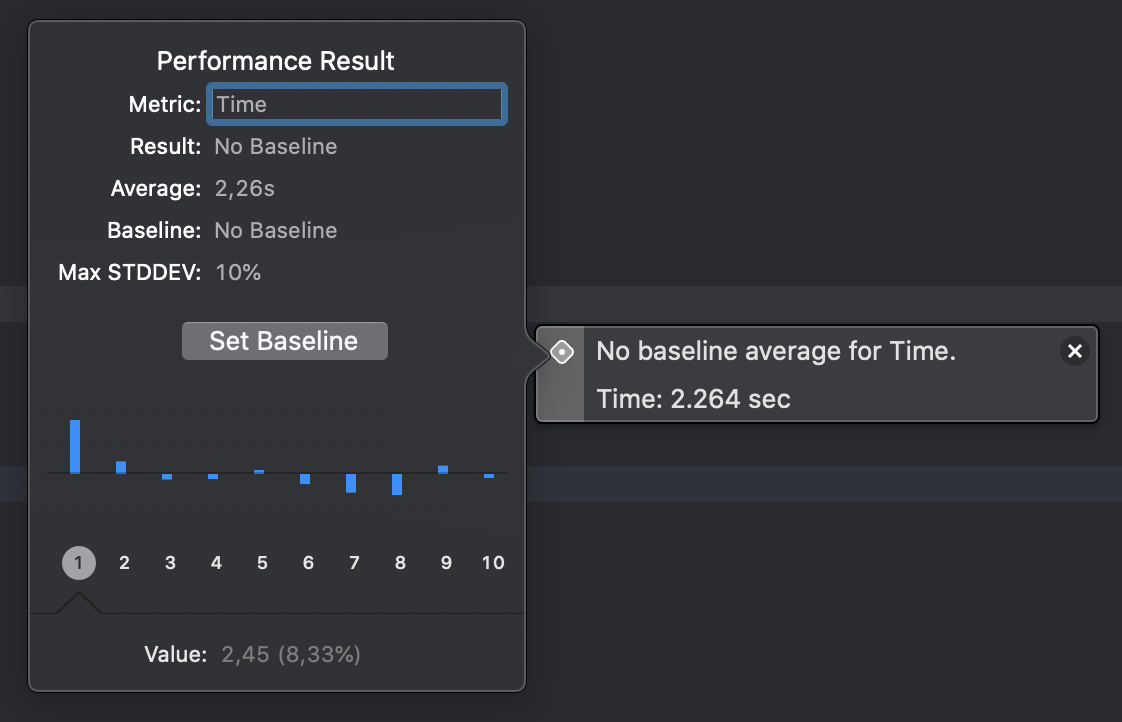 Performance Result
Metric: Time
Result: No Baseline
Average: 2,26s
Baseline: No Baseline
Max STDDEV: 10%
Set Baseline
No baseline average for Time.
Time: 2.264 sec
1 2 3 4 5 6 7 8 9 10
Value: 2,45 (8,33%)